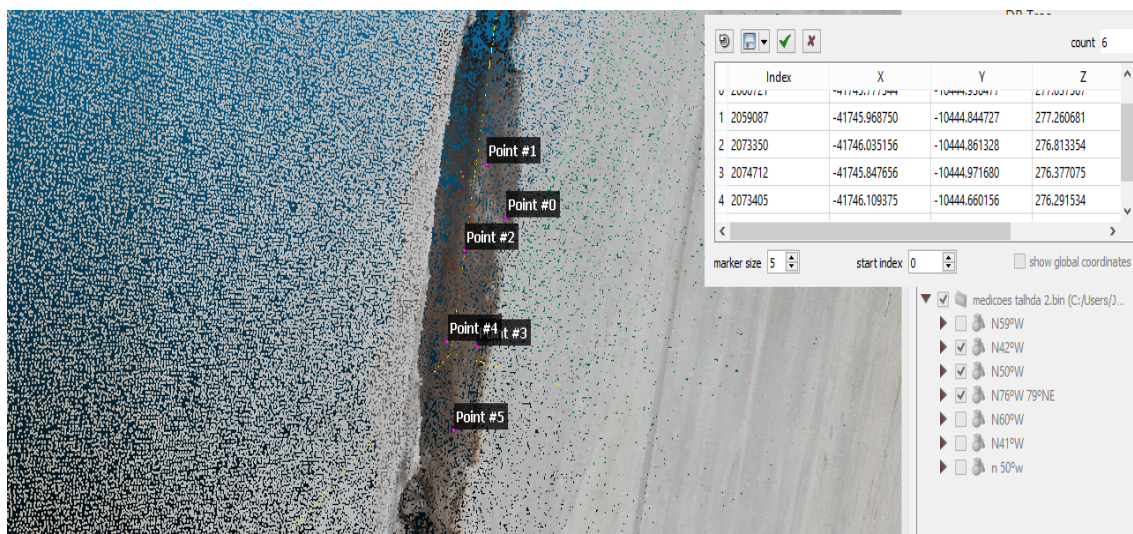 DB Tree
count 6
Index X Y Z
1 2059087 -41745.968750 -10444.844727 277.260681
2 2073350 -41746.035156 -10444.861328 276.813354
3 2074712 -41745.847656 -10444.971680 276.377075
4 2073405 -41746.109375 -10444.660156 276.291534
marker size 5 start index 0 show global coordinates
Point #1
Point #0
Point #2
Point #4
Point #3
Point #5
medicoes talhda 2.bin (C:/Users/J...
N59ºW
N42ºW
N50ºW
N76ºW 79ºNE
N60ºW
N41ºW
n 50ºw